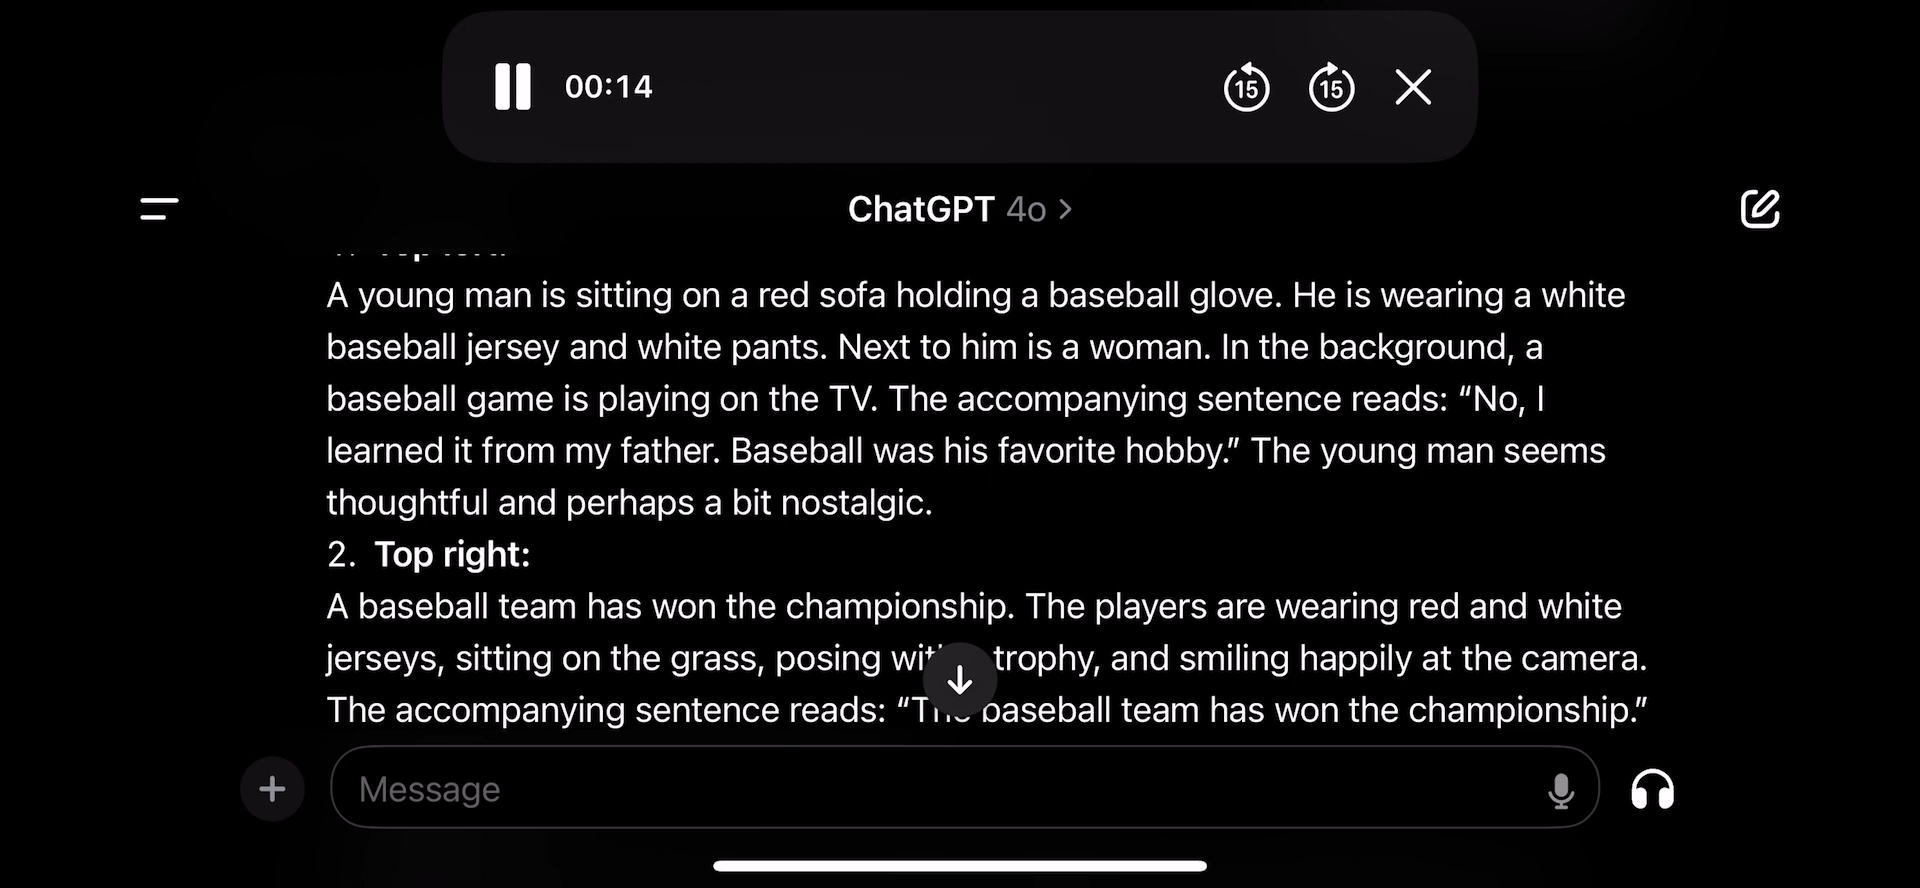 00:14
15
15
ChatGPT 4o
A young man is sitting on a red sofa holding a baseball glove. He is wearing a white
baseball jersey and white pants. Next to him is a woman. In the background, a
baseball game is playing on the TV. The accompanying sentence reads: “No, I
learned it from my father. Baseball was his favorite hobby.” The young man seems
thoughtful and perhaps a bit nostalgic.
2. Top right:
A baseball team has won the championship. The players are wearing red and white
jerseys, sitting on the grass, posing trophy, and smiling happily at the camera.
The accompanying sentence reads: “The baseball team has won the championship.”
Message